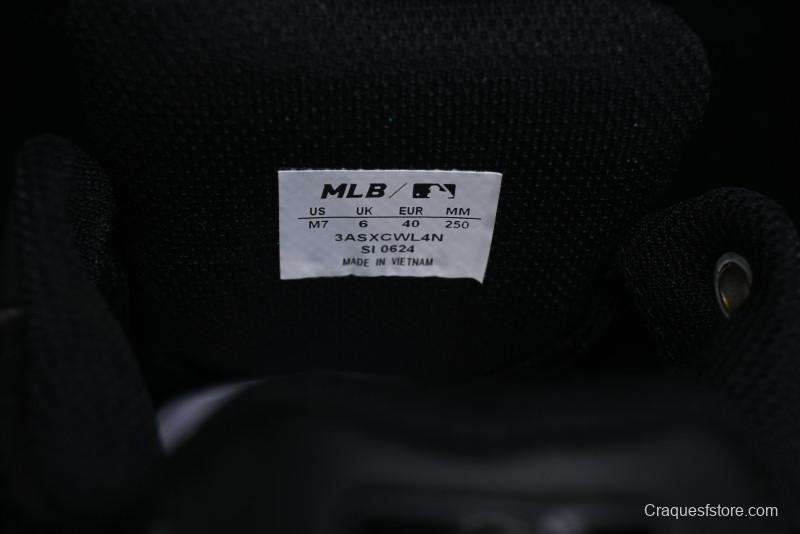 MLB
US UK EUR MM
M7 6 40 250
3ASXCWL4N
SI 0624
MADE IN VIETNAM
Craquesfstore.com